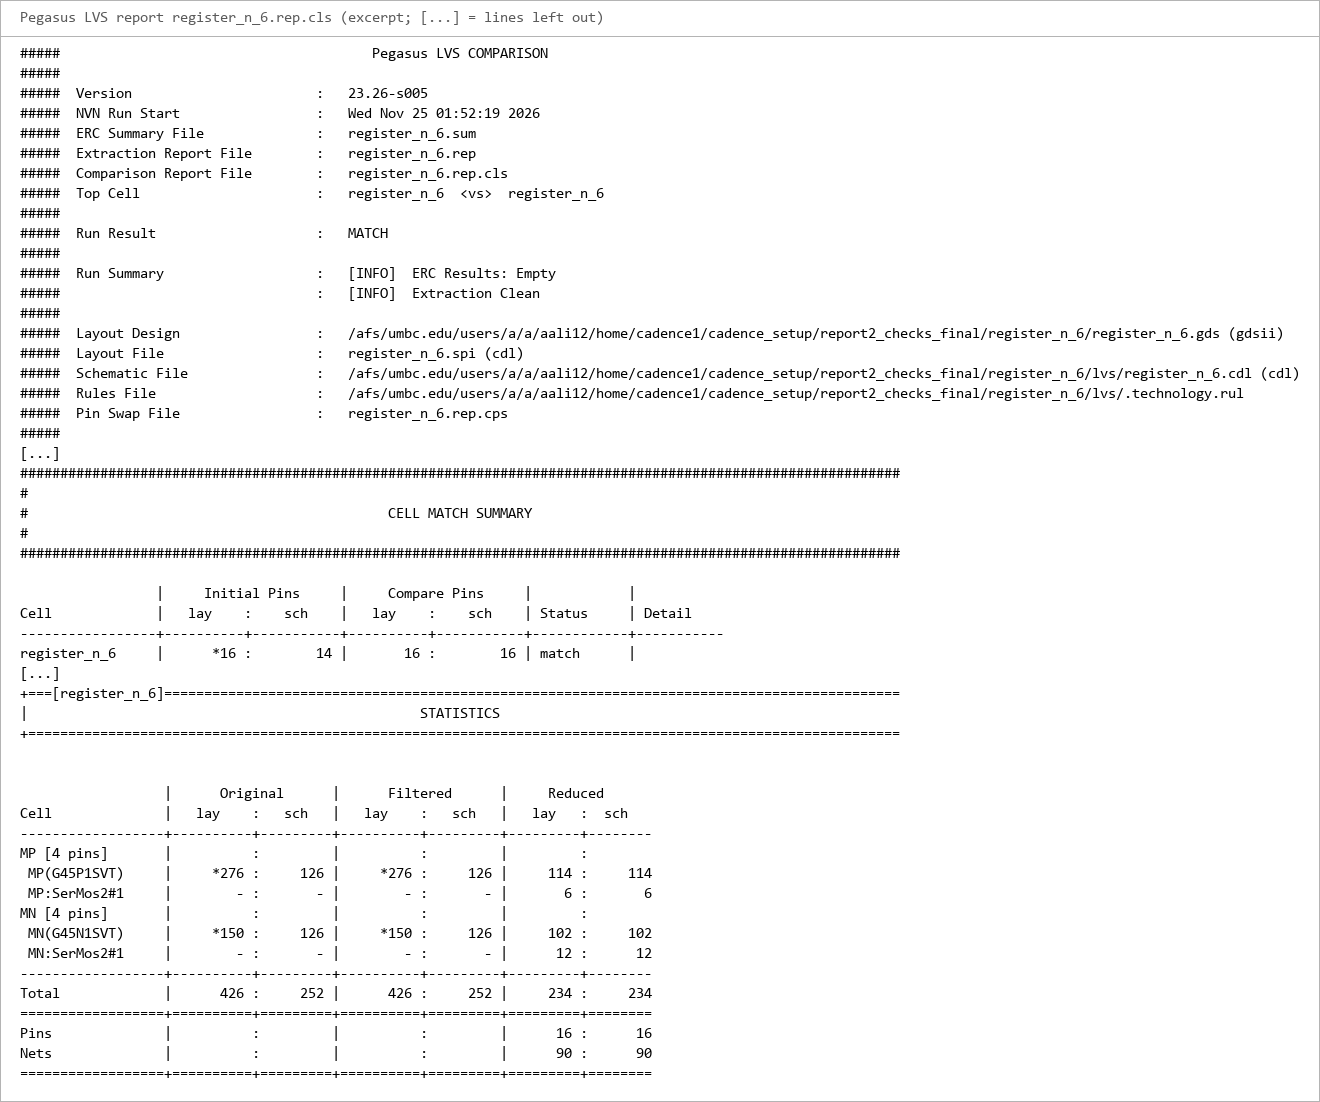 Pegasus LVS report register_n_6.rep.cls (excerpt; [...] = lines left out)
#####                                       Pegasus LVS COMPARISON
#####
#####  Version                       :   23.26-s005
#####  NVN Run Start                 :   Wed Nov 25 01:52:19 2026
#####  ERC Summary File              :   register_n_6.sum
#####  Extraction Report File        :   register_n_6.rep
#####  Comparison Report File        :   register_n_6.rep.cls
#####  Top Cell                      :   register_n_6  <vs>  register_n_6
#####
#####  Run Result                    :   MATCH
#####
#####  Run Summary                   :   [INFO]  ERC Results: Empty
#####                                :   [INFO]  Extraction Clean
#####
#####  Layout Design                 :   /afs/umbc.edu/users/a/a/aali12/home/cadence1/cadence_setup/report2_checks_final/register_n_6/register_n_6.gds (gdsii)
#####  Layout File                   :   register_n_6.spi (cdl)
#####  Schematic File                :   /afs/umbc.edu/users/a/a/aali12/home/cadence1/cadence_setup/report2_checks_final/register_n_6/lvs/register_n_6.cdl (cdl)
#####  Rules File                    :   /afs/umbc.edu/users/a/a/aali12/home/cadence1/cadence_setup/report2_checks_final/register_n_6/lvs/.technology.rul
#####  Pin Swap File                 :   register_n_6.rep.cps
#####
[...]
##############################################################################################################
#
#                                             CELL MATCH SUMMARY
#
##############################################################################################################
                 |     Initial Pins     |     Compare Pins     |            |
Cell             |   lay    :    sch    |   lay    :    sch    | Status     | Detail
-----------------+----------+-----------+----------+-----------+------------+-----------
register_n_6     |      *16 :        14 |       16 :        16 | match      |
[...]
+===[register_n_6]============================================================================================
|                                                 STATISTICS
+=============================================================================================================
                  |      Original      |      Filtered      |     Reduced
Cell              |   lay    :   sch   |   lay    :   sch   |   lay   :  sch
------------------+----------+---------+----------+---------+---------+--------
MP [4 pins]       |          :         |          :         |         :
 MP(G45P1SVT)     |     *276 :     126 |     *276 :     126 |     114 :     114
 MP:SerMos2#1     |        - :       - |        - :       - |       6 :       6
MN [4 pins]       |          :         |          :         |         :
 MN(G45N1SVT)     |     *150 :     126 |     *150 :     126 |     102 :     102
 MN:SerMos2#1     |        - :       - |        - :       - |      12 :      12
------------------+----------+---------+----------+---------+---------+--------
Total             |      426 :     252 |      426 :     252 |     234 :     234
==================+==========+=========+==========+=========+=========+========
Pins              |          :         |          :         |      16 :      16
Nets              |          :         |          :         |      90 :      90
==================+==========+=========+==========+=========+=========+========